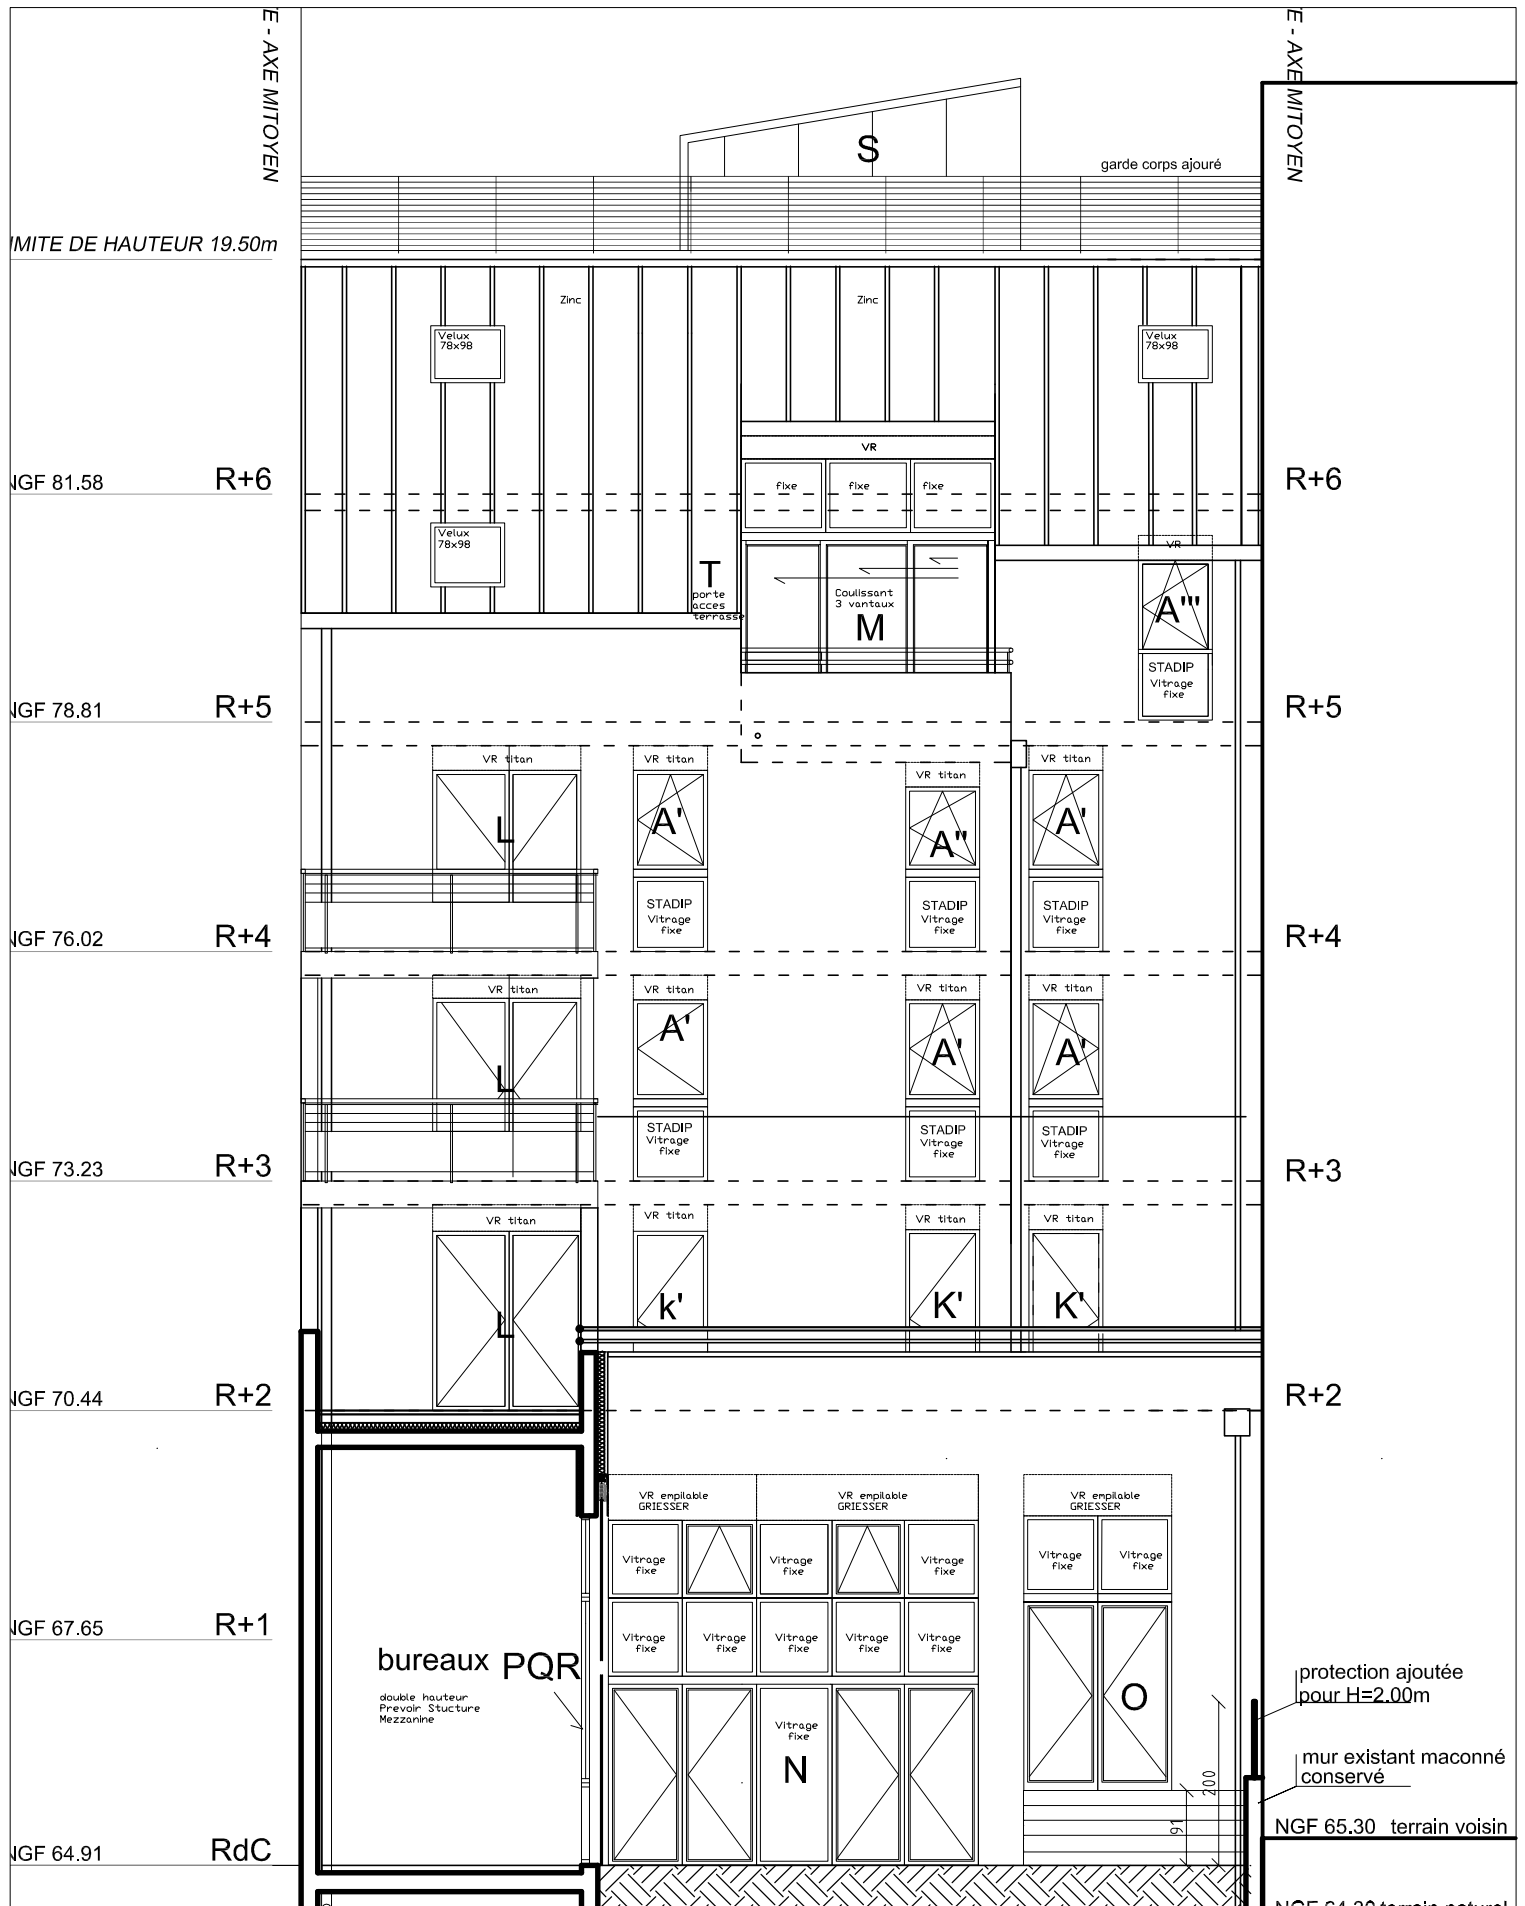 E - AXE MITOYEN
E - AXE MITOYEN
S
garde corps ajouré
IMITE DE HAUTEUR 19.50m
Zinc
Zinc
Velux
78x98
Velux
78x98
VR
NGF 81.58
R+6
R+6
fixe
fixe
fixe
Velux
78x98
VR
T
porte
acces
terrasse
Coulissant
3 vantaux
M
A'''
STADIP
Vitrage
fixe
NGF 78.81
R+5
R+5
VR titan
VR titan
VR titan
VR titan
L
A'
A''
A'
STADIP
Vitrage
fixe
STADIP
Vitrage
fixe
STADIP
Vitrage
fixe
NGF 76.02
R+4
R+4
VR titan
VR titan
VR titan
VR titan
L
A'
A'
A'
STADIP
Vitrage
fixe
STADIP
Vitrage
fixe
STADIP
Vitrage
fixe
NGF 73.23
R+3
R+3
VR titan
VR titan
VR titan
VR titan
L
k'
K'
K'
NGF 70.44
R+2
R+2
VR empilable
GRIESSER
VR empilable
GRIESSER
VR empilable
GRIESSER
Vitrage
fixe
Vitrage
fixe
Vitrage
fixe
Vitrage
fixe
Vitrage
fixe
NGF 67.65
R+1
Vitrage
fixe
Vitrage
fixe
Vitrage
fixe
Vitrage
fixe
Vitrage
fixe
bureaux
PQR
double hauteur
Prevoir Stucture
Mezzanine
Vitrage
fixe
N
O
protection ajoutée
pour H=2.00m
mur existant maconné
conservé
200
91
NGF 65.30 terrain voisin
NGF 64.91
RdC